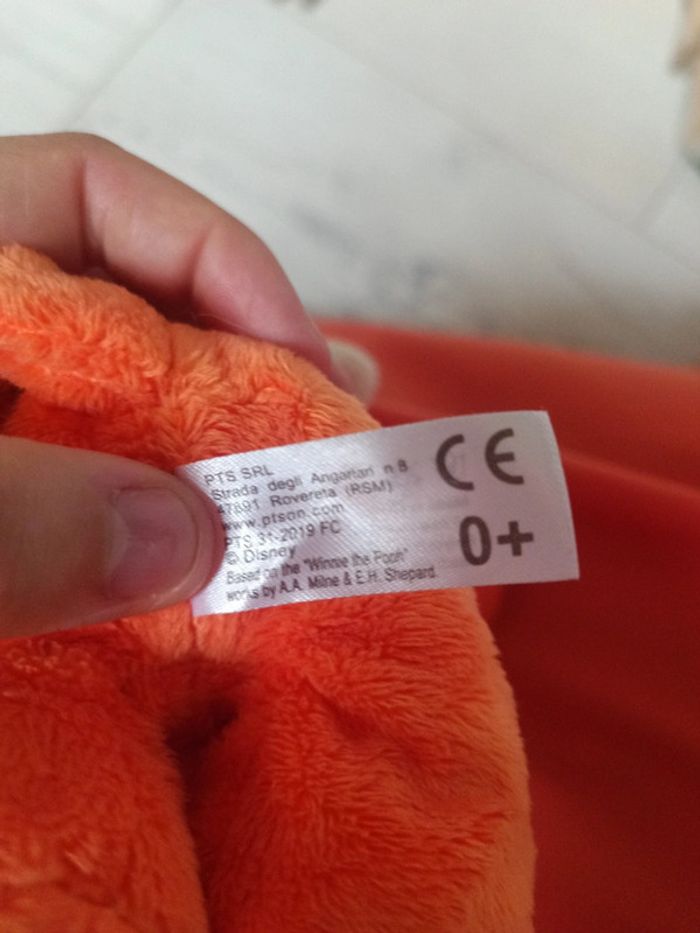 PTS SRL
Strada degli Angariari n.8
47891 Rovereta (RSM)
www.ptson.com
PTS 31-2019 FC
© Disney
Based on the "Winnie the Pooh"
works by A.A. Milne & E.H. Shepard.
CE
0+